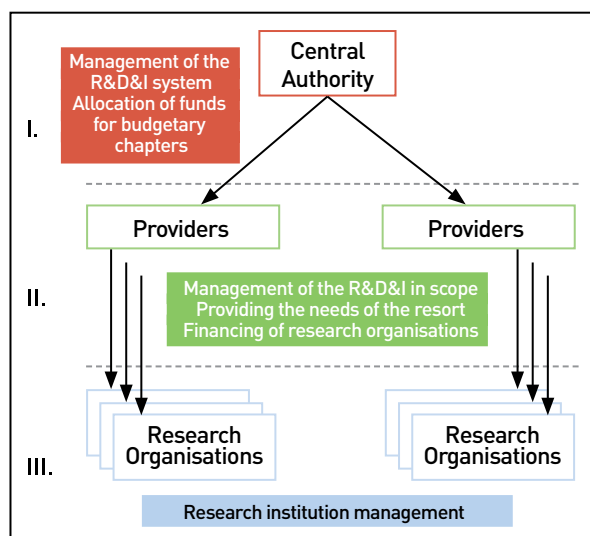 Management of the
R&D&I system
Allocation of funds
for budgetary
chapters
Central
Authority
I.
Providers
Providers
II.
Management of the R&D&I in scope
Providing the needs of the resort
Financing of research organisations
Research
Organisations
Research
Organisations
III.
Research institution management